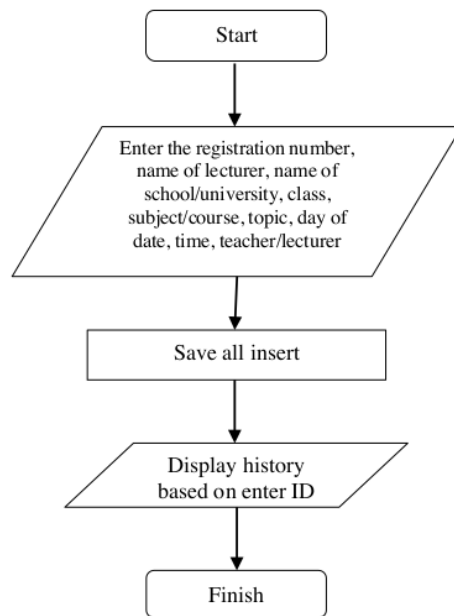 Start
Enter the registration number,
name of lecturer, name of
school/university, class,
subject/course, topic, day of
date, time, teacher/lecturer
Save all insert
Display history
based on enter ID
Finish